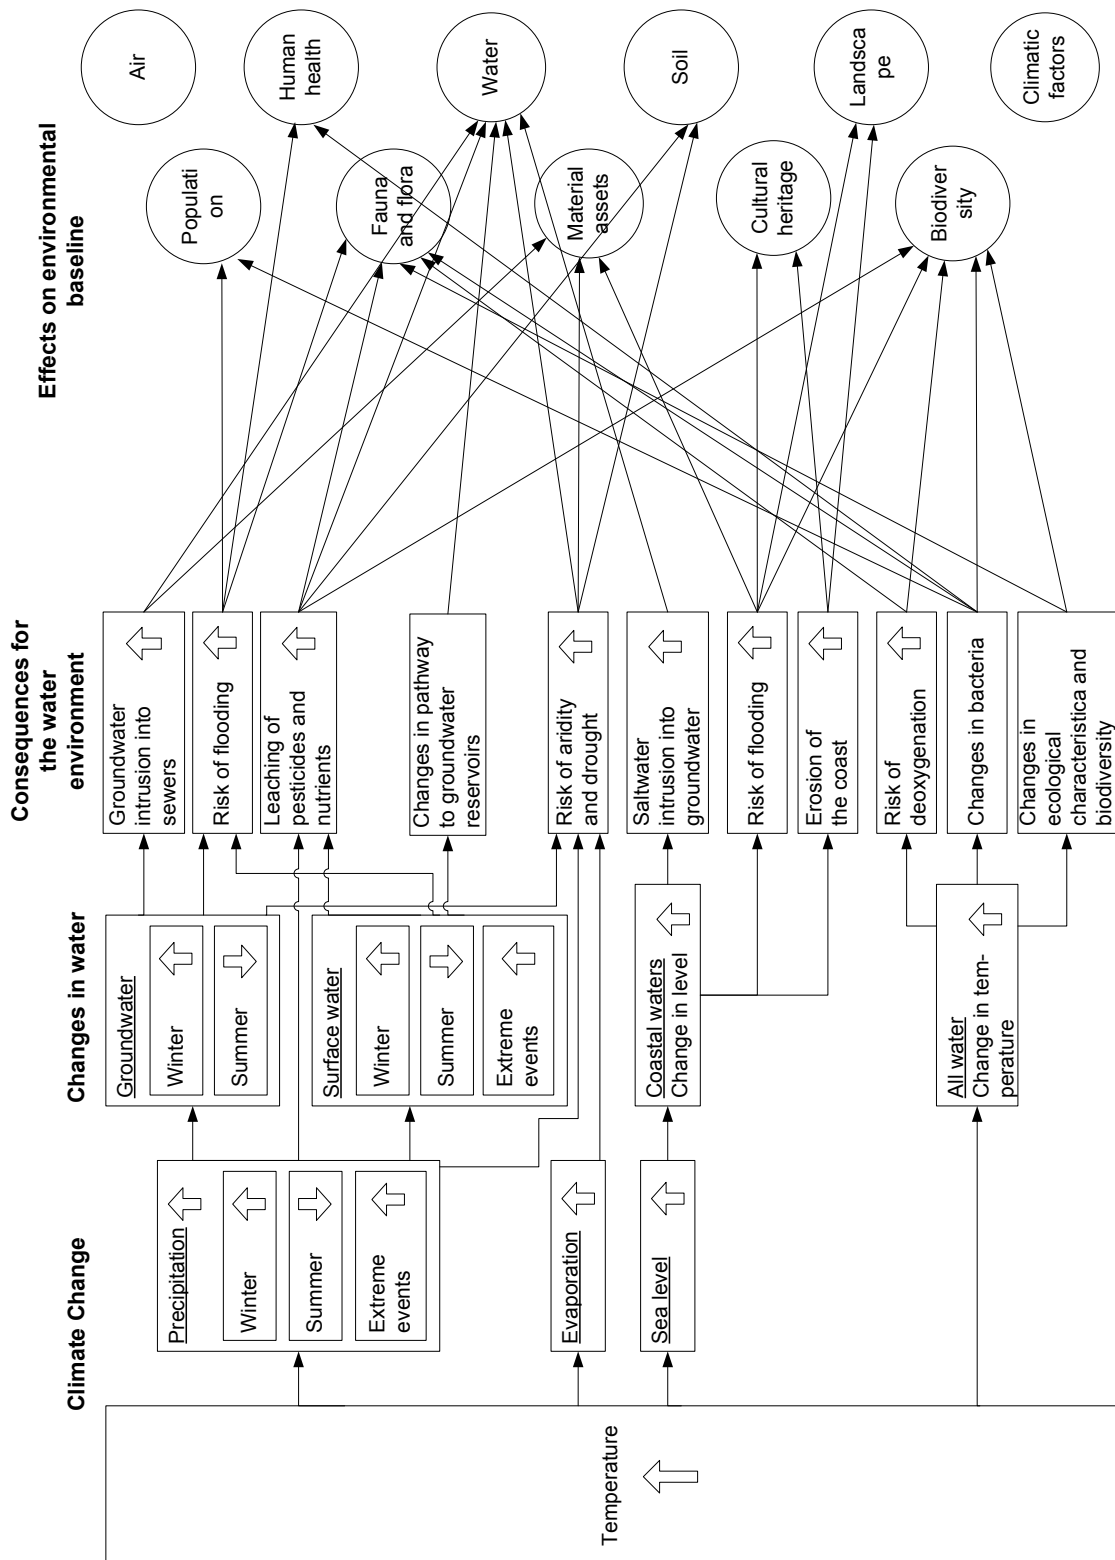 Climate Change
Changes in water
Consequences for
the water
environment
Effects on environmental
baseline
Temperature
Precipitation
Winter
Summer
Extreme
events
Evaporation
Sea level
Groundwater
Winter
Summer
Surface water
Winter
Summer
Extreme
events
Coastal waters
Change in level
All water
Change in tem-
perature
Groundwater
intrusion into
sewers
Risk of flooding
Leaching of
pesticides and
nutrients
Changes in pathway
to groundwater
reservoirs
Risk of aridity
and drought
Saltwater
intrusion into
groundwater
Risk of flooding
Erosion of
the coast
Risk of
deoxygenation
Changes in bacteria
Changes in
ecological
characteristica and
biodiversity
Populati
on
Fauna
and flora
Material
assets
Cultural
heritage
Biodiver
sity
Air
Human
health
Water
Soil
Landsca
pe
Climatic
factors